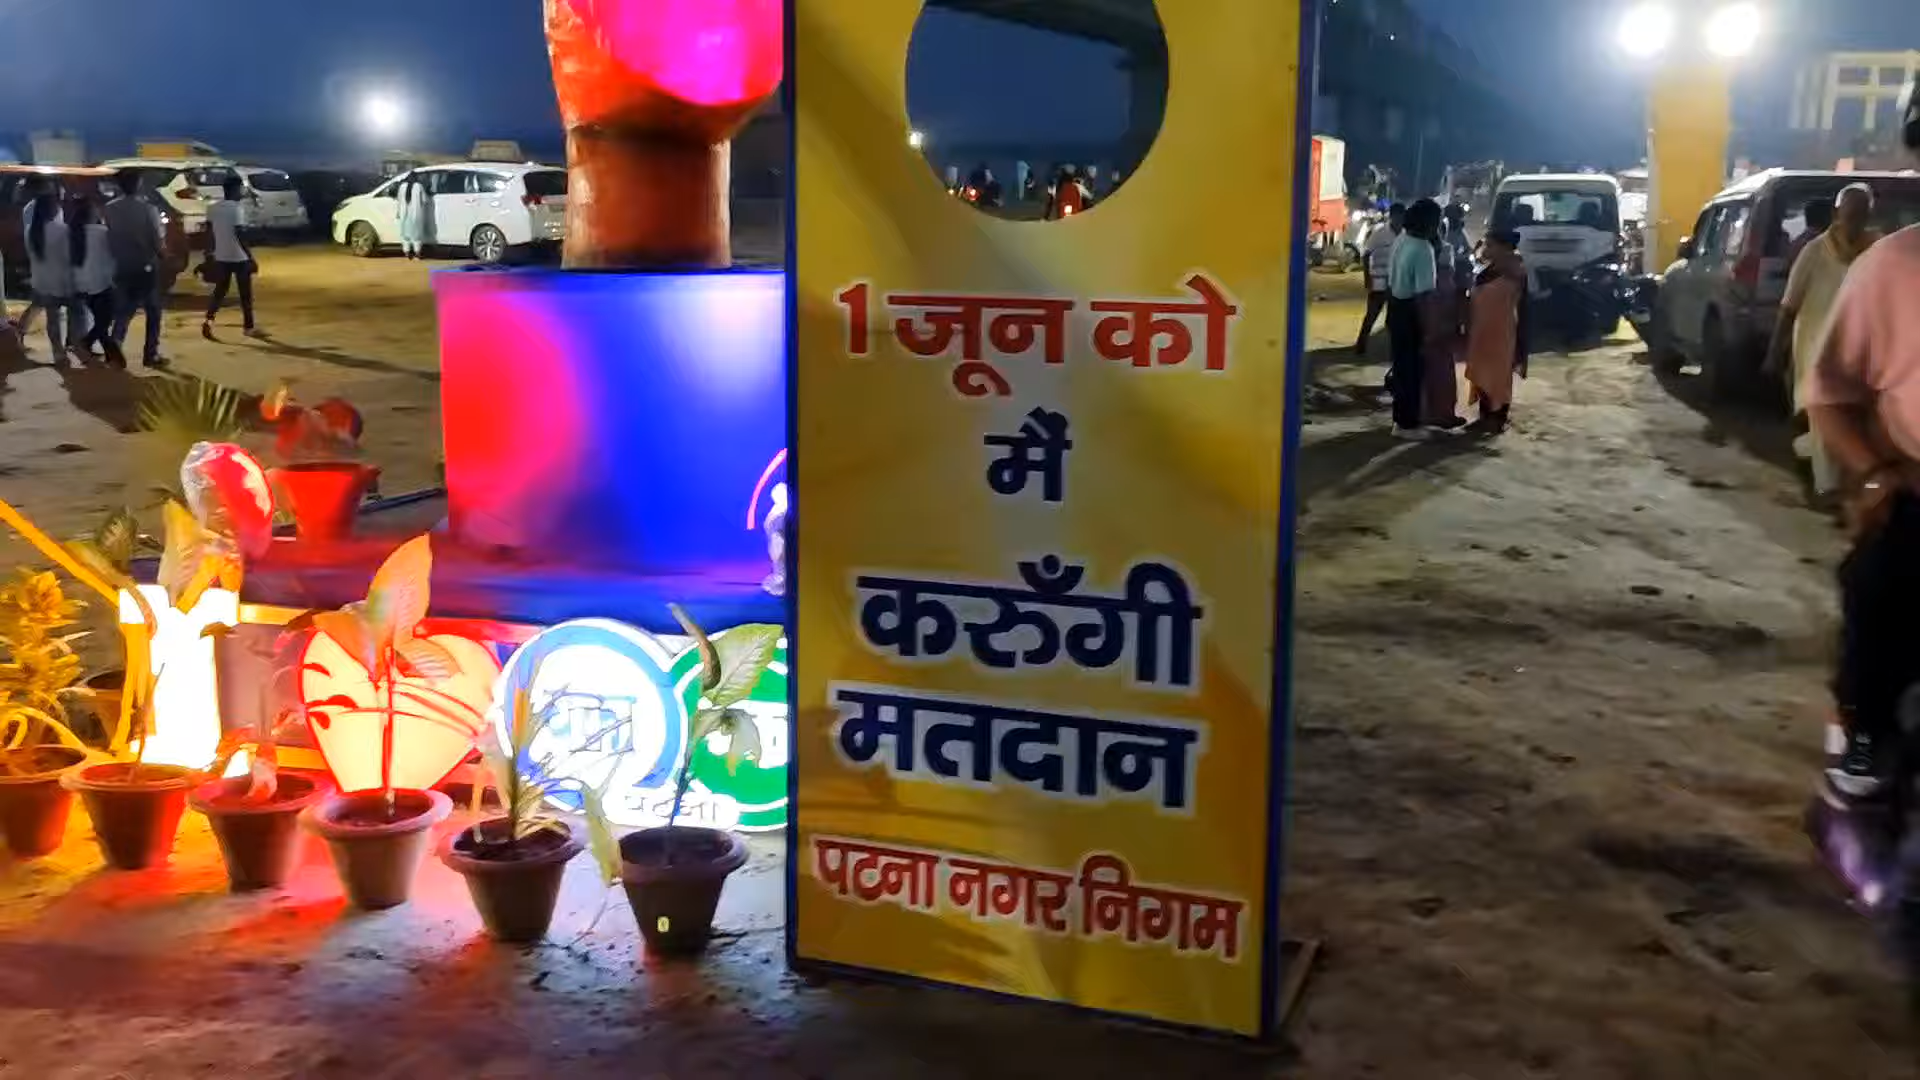 1 जून को
मैं
करुँगी
मतदान
पटना नगर निगम